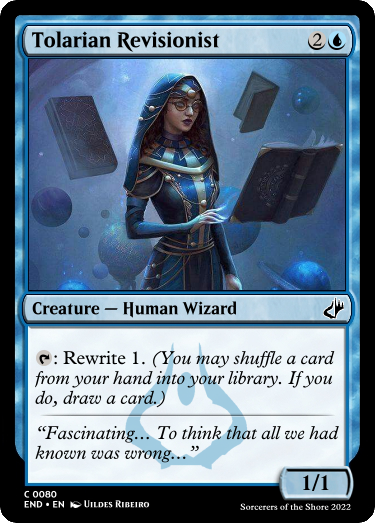 Tolarian Revisionist 2
Creature — Human Wizard
: Rewrite 1. (You may shuffle a card
from your hand into your library. If you
do, draw a card.)
“Fascinating… To think that all we had
known was wrong…”
1/1
C 0080
END • EN Uildes Ribeiro
Sorcerers of the Shore 2022